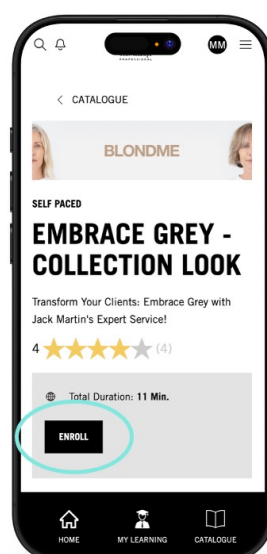 MM
PROFESSIONAL
< CATALOGUE
BLONDME
SELF PACED
EMBRACE GREY -
COLLECTION LOOK
Transform Your Clients: Embrace Grey with
Jack Martin's Expert Service!
4 (4)
Total Duration: 11 Min.
ENROLL
HOME MY LEARNING CATALOGUE